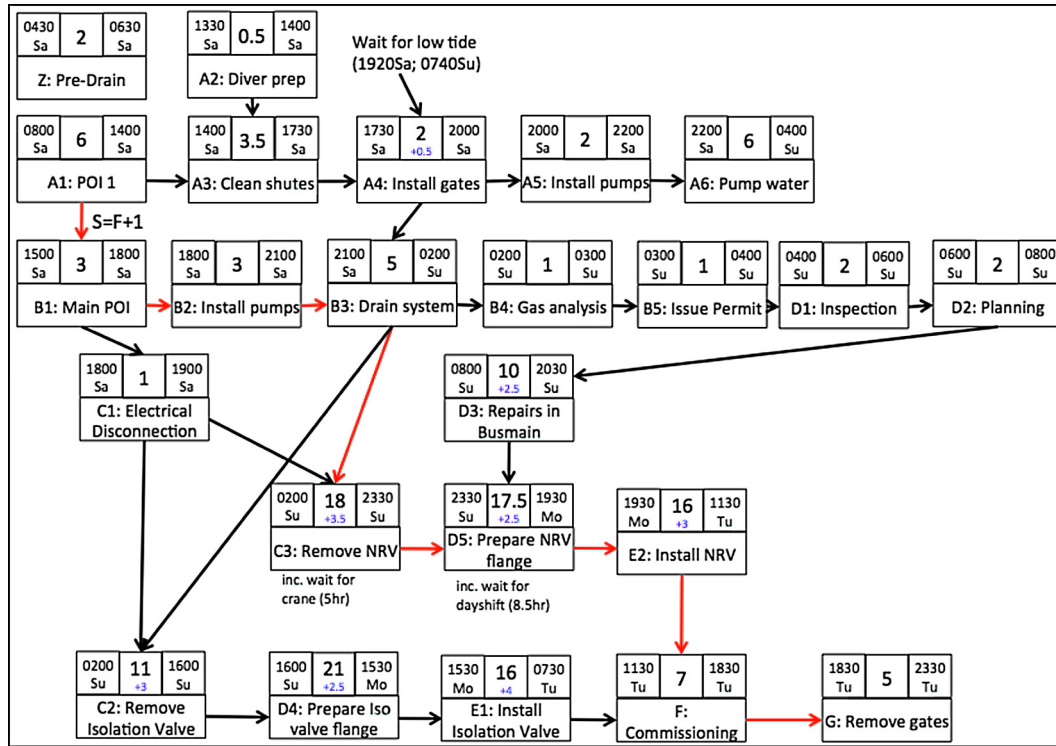 0430 Sa 2 0630 Sa
Z: Pre-Drain
1330 Sa 0.5 1400 Sa
A2: Diver prep
Wait for low tide
(1920Sa; 0740Su)
0800 Sa 6 1400 Sa
A1: POI 1
1400 Sa 3.5 1730 Sa
A3: Clean shutes
1730 Sa 2 +0.5 2000 Sa
A4: Install gates
2000 Sa 2 2200 Sa
A5: Install pumps
2200 Sa 6 0400 Su
A6: Pump water
S=F+1
1500 Sa 3 1800 Sa
B1: Main POI
1800 Sa 3 2100 Sa
B2: Install pumps
2100 Sa 5 0200 Su
B3: Drain system
0200 Su 1 0300 Su
B4: Gas analysis
0300 Su 1 0400 Su
B5: Issue Permit
0400 Su 2 0600 Su
D1: Inspection
0600 Su 2 0800 Su
D2: Planning
1800 Sa 1 1900 Sa
C1: Electrical
Disconnection
0800 Su 10 +2.5 2030 Su
D3: Repairs in
Busmain
0200 Su 18 +3.5 2330 Su
C3: Remove NRV
inc. wait for
crane (5hr)
2330 Su 17.5 +2.5 1930 Mo
D5: Prepare NRV
flange
inc. wait for
dayshift (8.5hr)
1930 Mo 16 +3 1130 Tu
E2: Install NRV
0200 Su 11 +3 1600 Su
C2: Remove
Isolation Valve
1600 Su 21 +2.5 1530 Mo
D4: Prepare Iso
valve flange
1530 Mo 16 +4 0730 Tu
E1: Install
Isolation Valve
1130 Tu 7 1830 Tu
F:
Commissioning
1830 Tu 5 2330 Tu
G: Remove gates